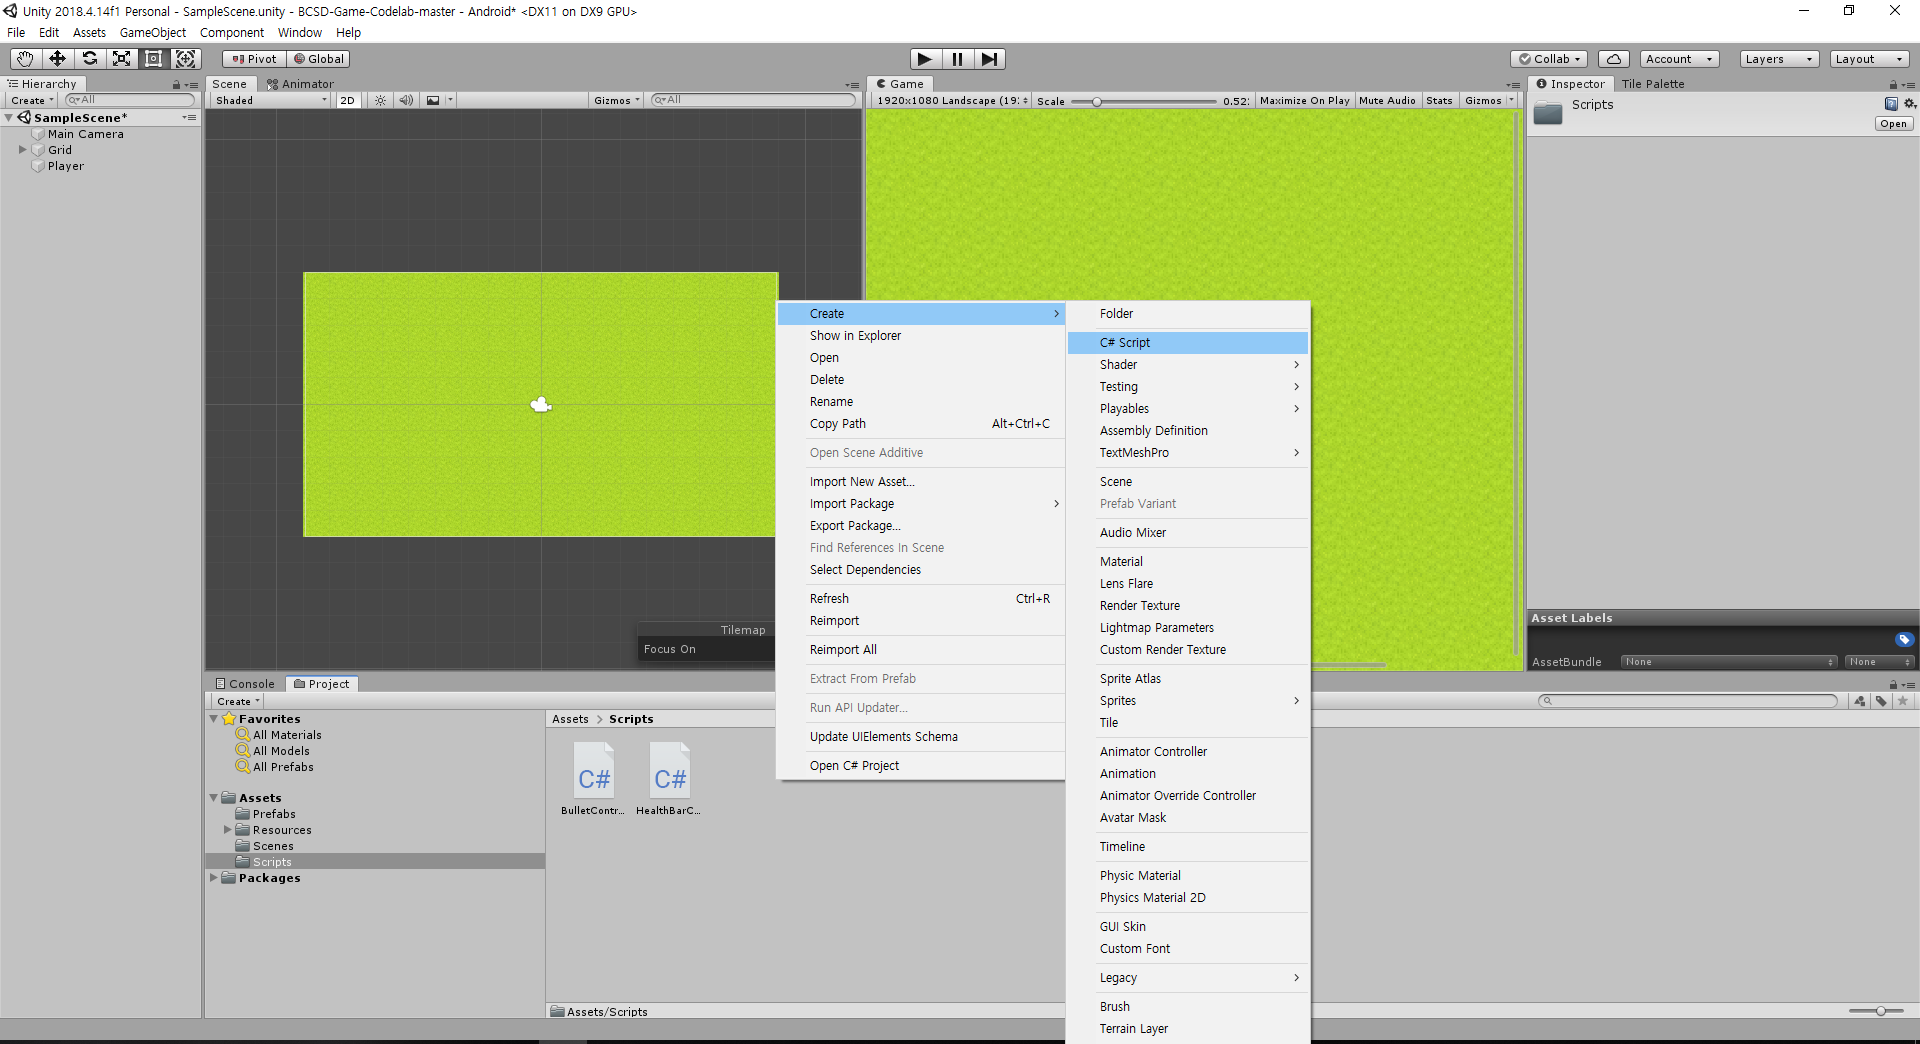 Unity 2018.4.14f1 Personal - SampleScene.unity - BCSD-Game-Codelab-master - Android* <DX11 on DX9 GPU>
File Edit Assets GameObject Component Window Help
Pivot Global Collab Account Layers Layout
Hierarchy
Create All
SampleScene*
Main Camera
Grid
Player
Scene Animator
Shaded 2D Gizmos All
Game
1920x1080 Landscape (19: Scale 0.52: Maximize On Play Mute Audio Stats Gizmos
Inspector Tile Palette
Scripts
Open
Tilemap
Focus On
Create
Show in Explorer
Open
Delete
Rename
Copy Path Alt+Ctrl+C
Open Scene Additive
Import New Asset...
Import Package
Export Package...
Find References In Scene
Select Dependencies
Refresh Ctrl+R
Reimport
Reimport All
Extract From Prefab
Run API Updater...
Update UIElements Schema
Open C# Project
Folder
C# Script
Shader
Testing
Playables
Assembly Definition
TextMeshPro
Scene
Prefab Variant
Audio Mixer
Material
Lens Flare
Render Texture
Lightmap Parameters
Custom Render Texture
Sprite Atlas
Sprites
Tile
Animator Controller
Animation
Animator Override Controller
Avatar Mask
Timeline
Physic Material
Physics Material 2D
GUI Skin
Custom Font
Legacy
Brush
Terrain Layer
Asset Labels
AssetBundle None None
Console Project
Create
Favorites
All Materials
All Models
All Prefabs
Assets
Prefabs
Resources
Scenes
Scripts
Packages
Assets > Scripts
C# C#
BulletContr... HealthBarC...
Assets/Scripts